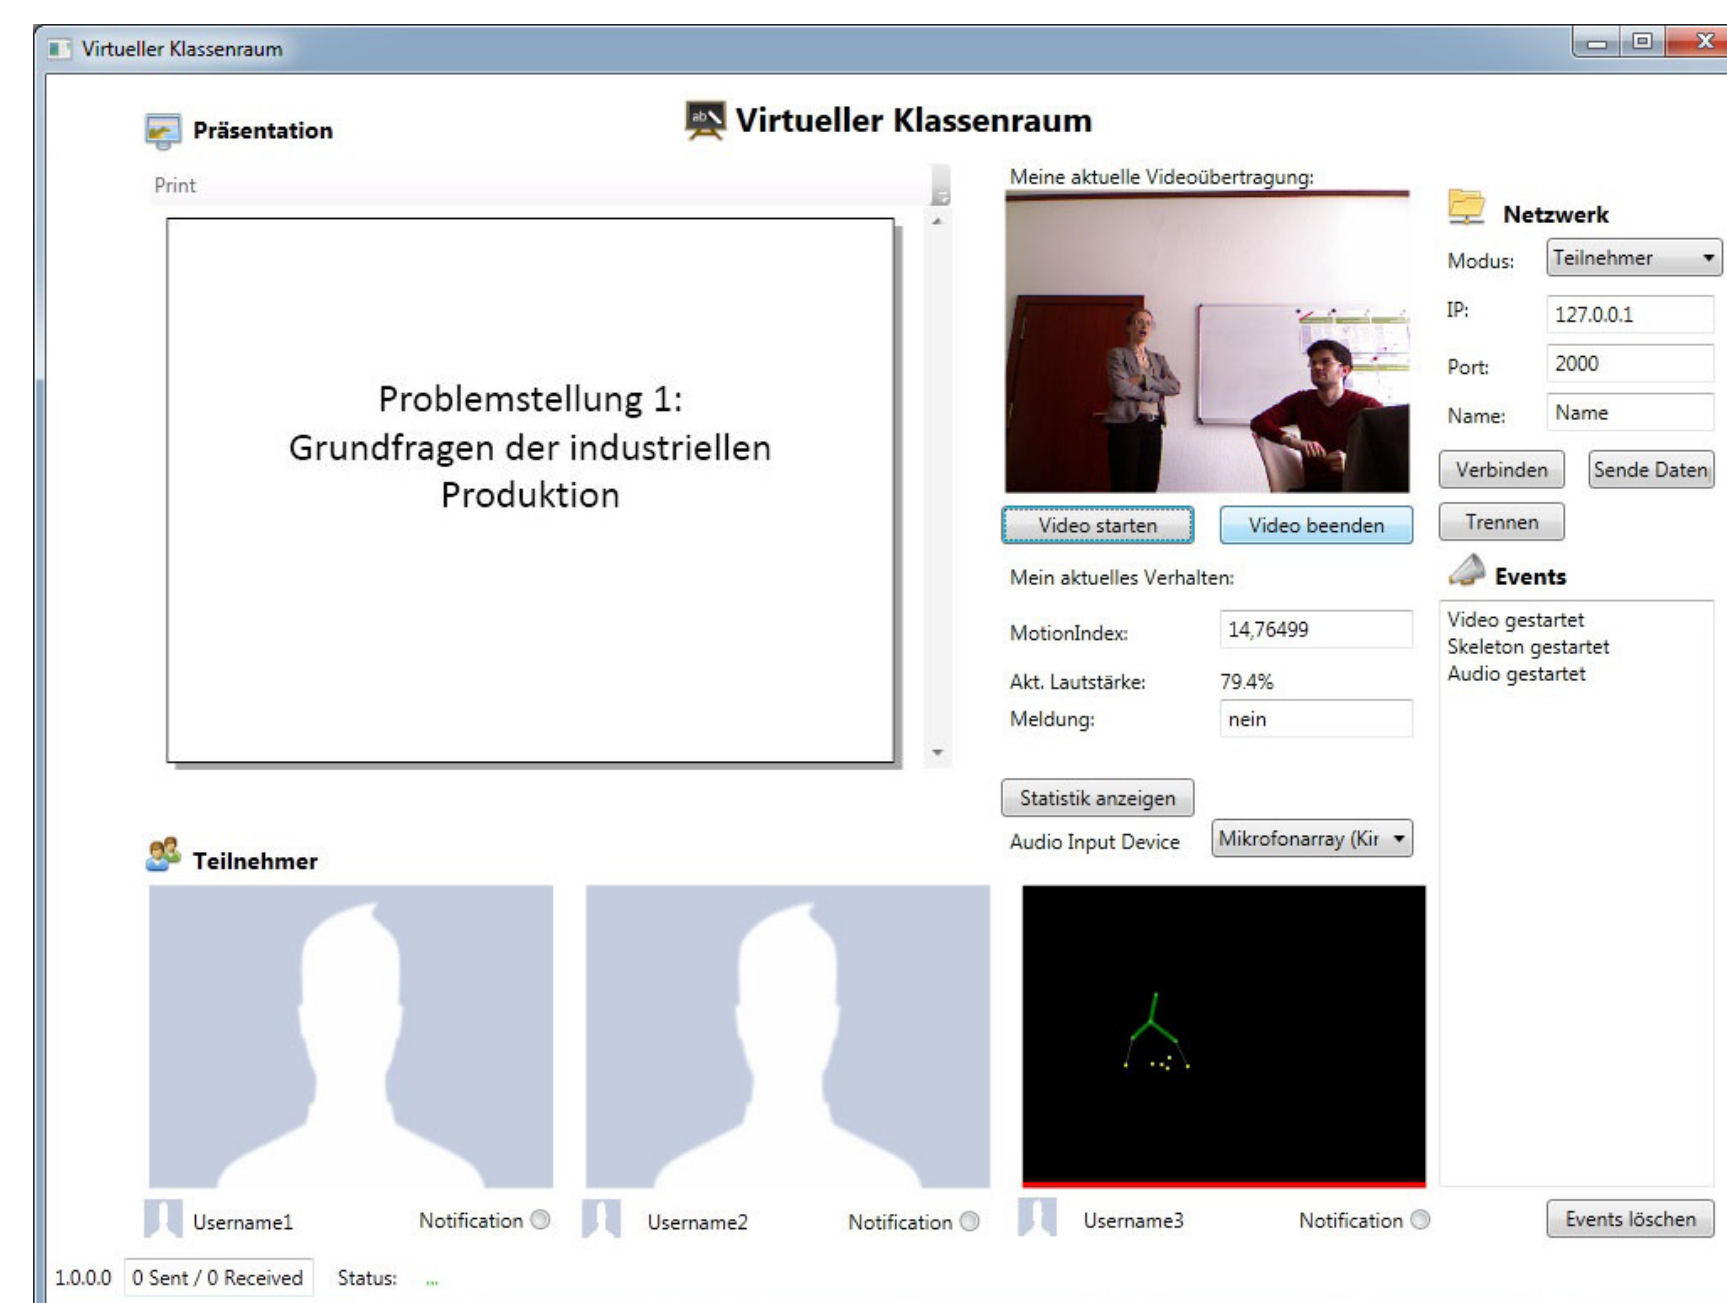 Virtueller Klassenraum
Präsentation
Virtueller Klassenraum
Print
Problemstellung 1:
Grundfragen der industriellen
Produktion
Meine aktuelle Videoübertragung:
Video starten
Video beenden
Mein aktuelles Verhalten:
MotionIndex: 14,76499
Akt. Lautstärke: 79.4%
Meldung: nein
Statistik anzeigen
Audio Input Device Mikrofonarray (Kir
Netzwerk
Modus: Teilnehmer
IP: 127.0.0.1
Port: 2000
Name: Name
Verbinden
Sende Daten
Trennen
Events
Video gestartet
Skeleton gestartet
Audio gestartet
Teilnehmer
Username1 Notification
Username2 Notification
Username3 Notification
Events löschen
1.0.0.0 0 Sent / 0 Received Status: ...